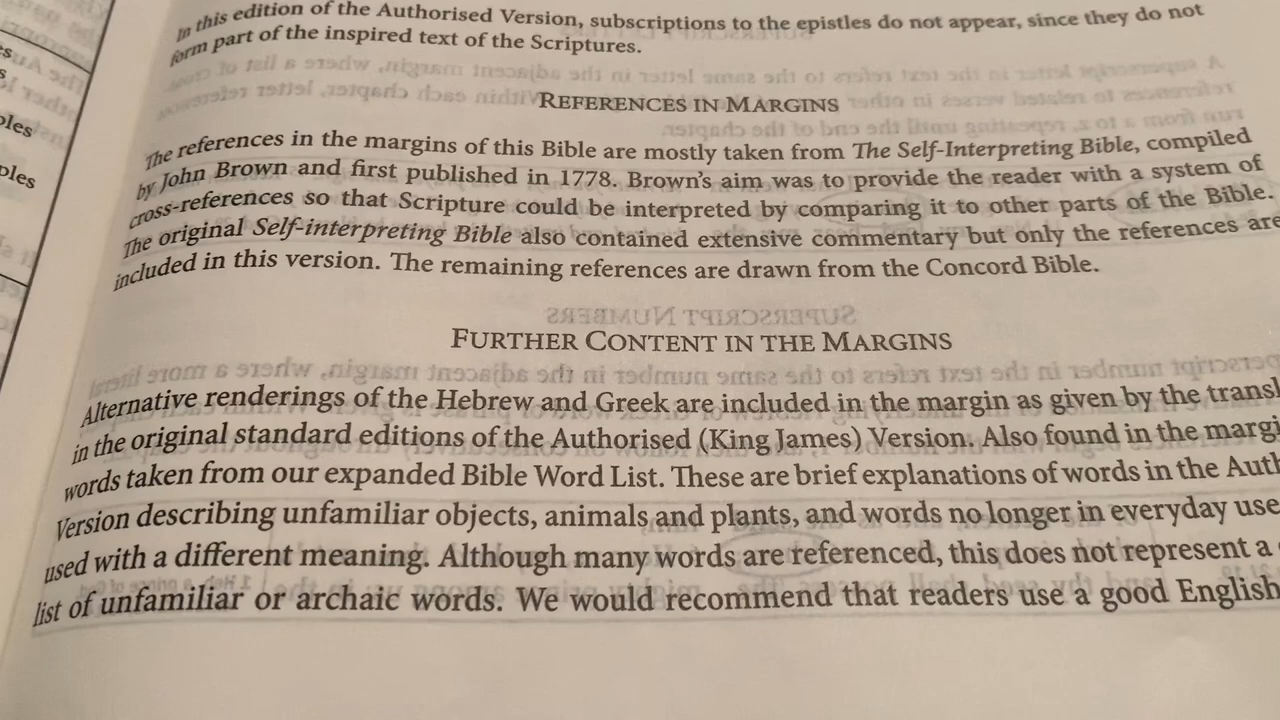 In this edition of the Authorised Version, subscriptions to the epistles do not appear, since they do not
form part of the inspired text of the Scriptures.
REFERENCES IN MARGINS
The references in the margins of this Bible are mostly taken from The Self-Interpreting Bible, compiled
by John Brown and first published in 1778. Brown's aim was to provide the reader with a system of
cross-references so that Scripture could be interpreted by comparing it to other parts of the Bible.
The original Self-interpreting Bible also contained extensive commentary but only the references are
included in this version. The remaining references are drawn from the Concord Bible.
FURTHER CONTENT IN THE MARGINS
Alternative renderings of the Hebrew and Greek are included in the margin as given by the transl
in the original standard editions of the Authorised (King James) Version. Also found in the margi
words taken from our expanded Bible Word List. These are brief explanations of words in the Auth
Version describing unfamiliar objects, animals and plants, and words no longer in everyday use
used with a different meaning. Although many words are referenced, this does not represent a
list of unfamiliar or archaic words. We would recommend that readers use a good English